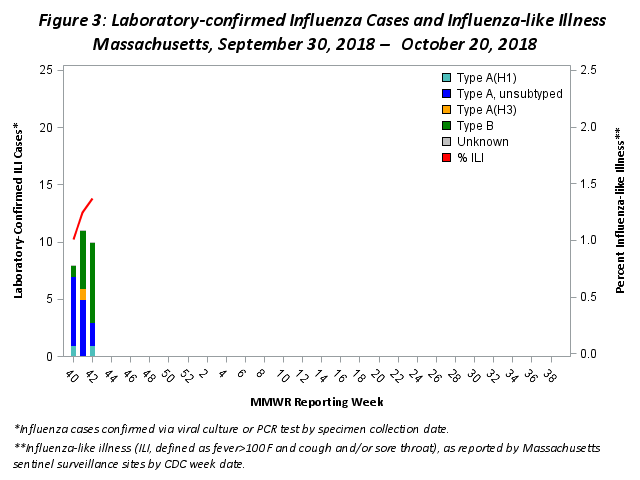 Figure 3: Laboratory-confirmed Influenza Cases and Influenza-like Illness
Massachusetts, September 30, 2018 – October 20, 2018
25
20
15
10
5
0
Laboratory-Confirmed ILI Cases*
Type A(H1)
Type A, unsubtyped
Type A(H3)
Type B
Unknown
% ILI
2.5
2.0
1.5
1.0
0.5
0.0
Percent Influenza-like Illness**
40 42 44 46 48 50 52 2 4 6 8 10 12 14 16 18 20 22 24 26 28 30 32 34 36 38
MMWR Reporting Week
*Influenza cases confirmed via viral culture or PCR test by specimen collection date.
**Influenza-like illness (ILI, defined as fever>100 F and cough and/or sore throat), as reported by Massachusetts
sentinel surveillance sites by CDC week date.